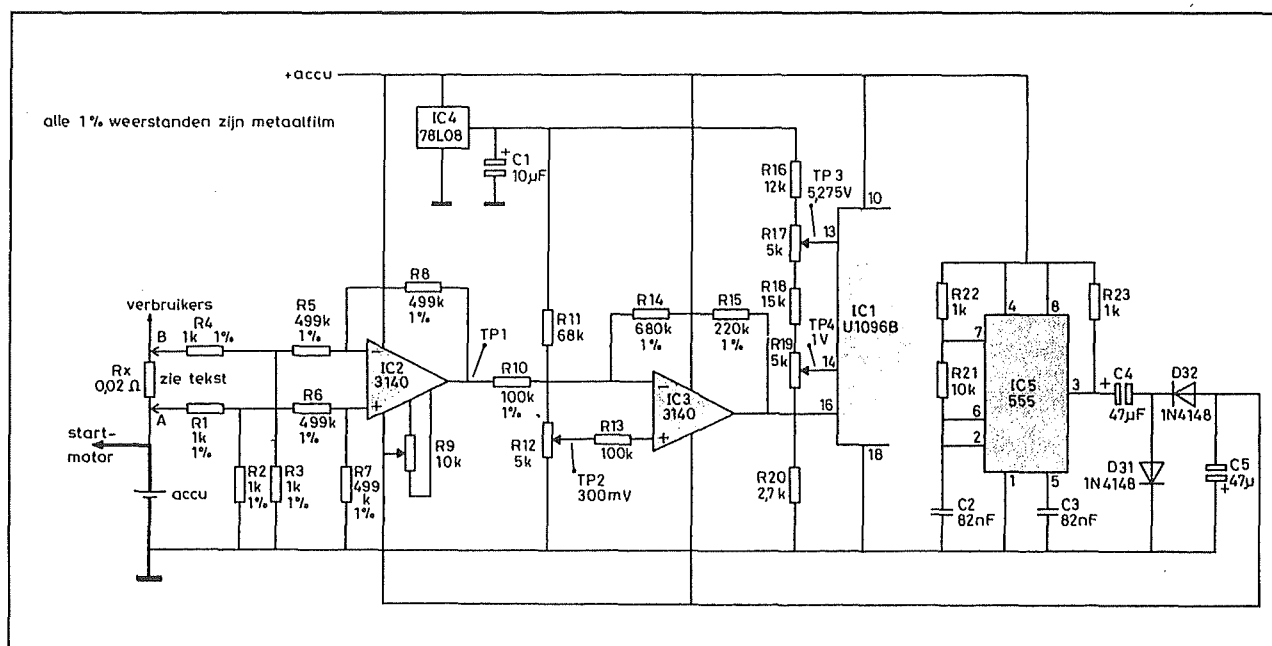 +accu
alle 1% weerstanden zijn metaalfilm
IC4
78L08
+
C1
10µF
R16
12k
TP 3
5,275V
10
13
R17
5k
R18
15k
TP4
1V
14
R19
5k
16
IC1
U1096B
18
R20
2,7k
R8
499k
1%
TP1
R11
68k
R14
680k
1%
R15
220k
1%
verbruikers
B
R4
1k
1%
R5
499k
1%
Rx
0,02 Ω
zie tekst
A
R1
1k
1%
R6
499k
1%
−
IC2
3140
+
R10
100k
1%
−
IC3
3140
+
start-
motor
accu
R2
1k
1%
R3
1k
1%
R7
499
k
1%
R9
10k
R12
5k
R13
100k
TP2
300mV
R22
1k
7
4
8
R23
1k
R21
10k
6
2
IC5
555
3
+
C4
47µF
D32
1N4148
D31
1N4148
C5
47µ
+
1
5
C2
82nF
C3
82nF